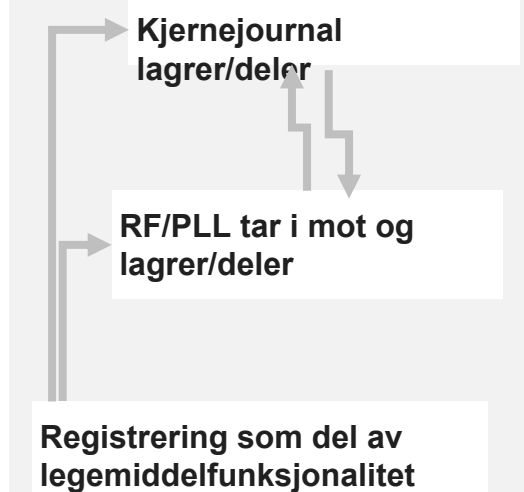 Kjernejournal
lagrer/deler
RF/PLL tar i mot og
lagrer/deler
Registrering som del av
legemiddelfunksjonalitet